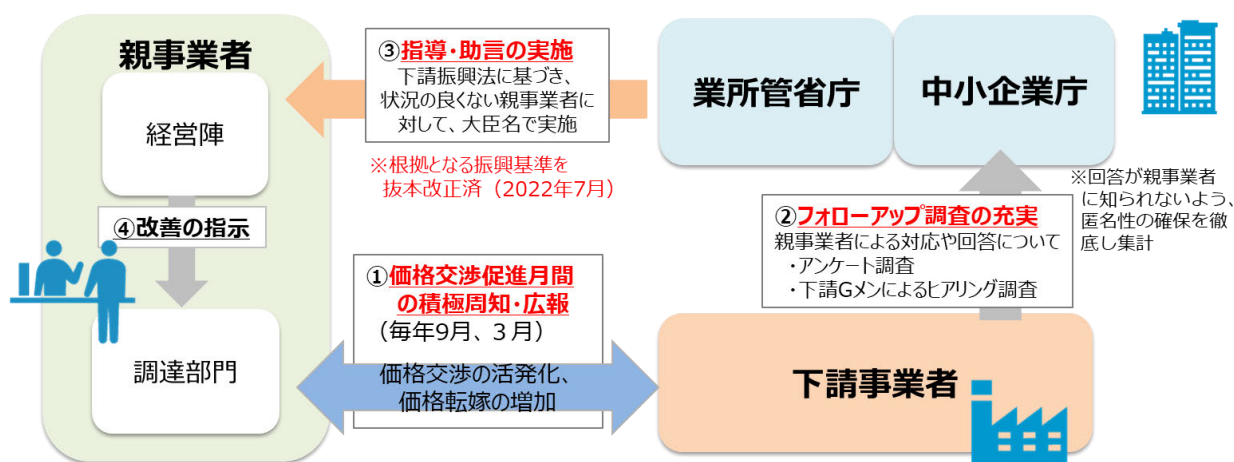 親事業者
経営陣
④改善の指示
調達部門
③指導・助言の実施
下請振興法に基づき、
状況の良くない親事業者に
対して、大臣名で実施
※根拠となる振興基準を
抜本改正済（2022年7月）
①価格交渉促進月間
の積極周知・広報
（毎年9月、３月）
価格交渉の活発化、
価格転嫁の増加
業所管省庁
中小企業庁
②フォローアップ調査の充実
親事業者による対応や回答について
・アンケート調査
・下請Gメンによるヒアリング調査
※回答が親事業者
に知られないよう、
匿名性の確保を徹
底し集計
下請事業者